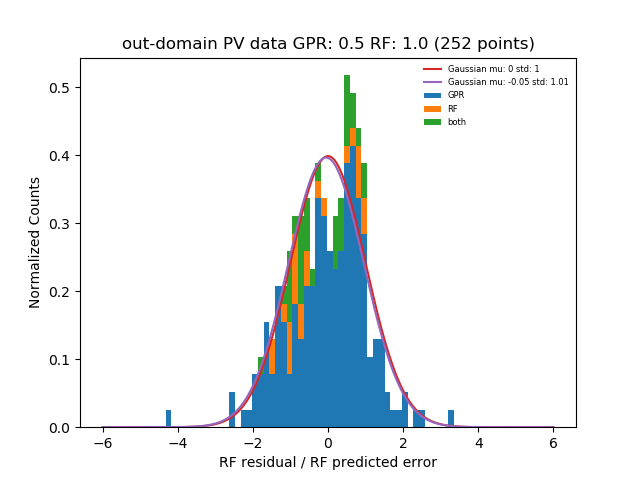 out-domain PV data GPR: 0.5 RF: 1.0 (252 points)
Gaussian mu: 0 std: 1
Gaussian mu: -0.05 std: 1.01
GPR
RF
both
Normalized Counts
0.5
0.4
0.3
0.2
0.1
0.0
−6 −4 −2 0 2 4 6
RF residual / RF predicted error